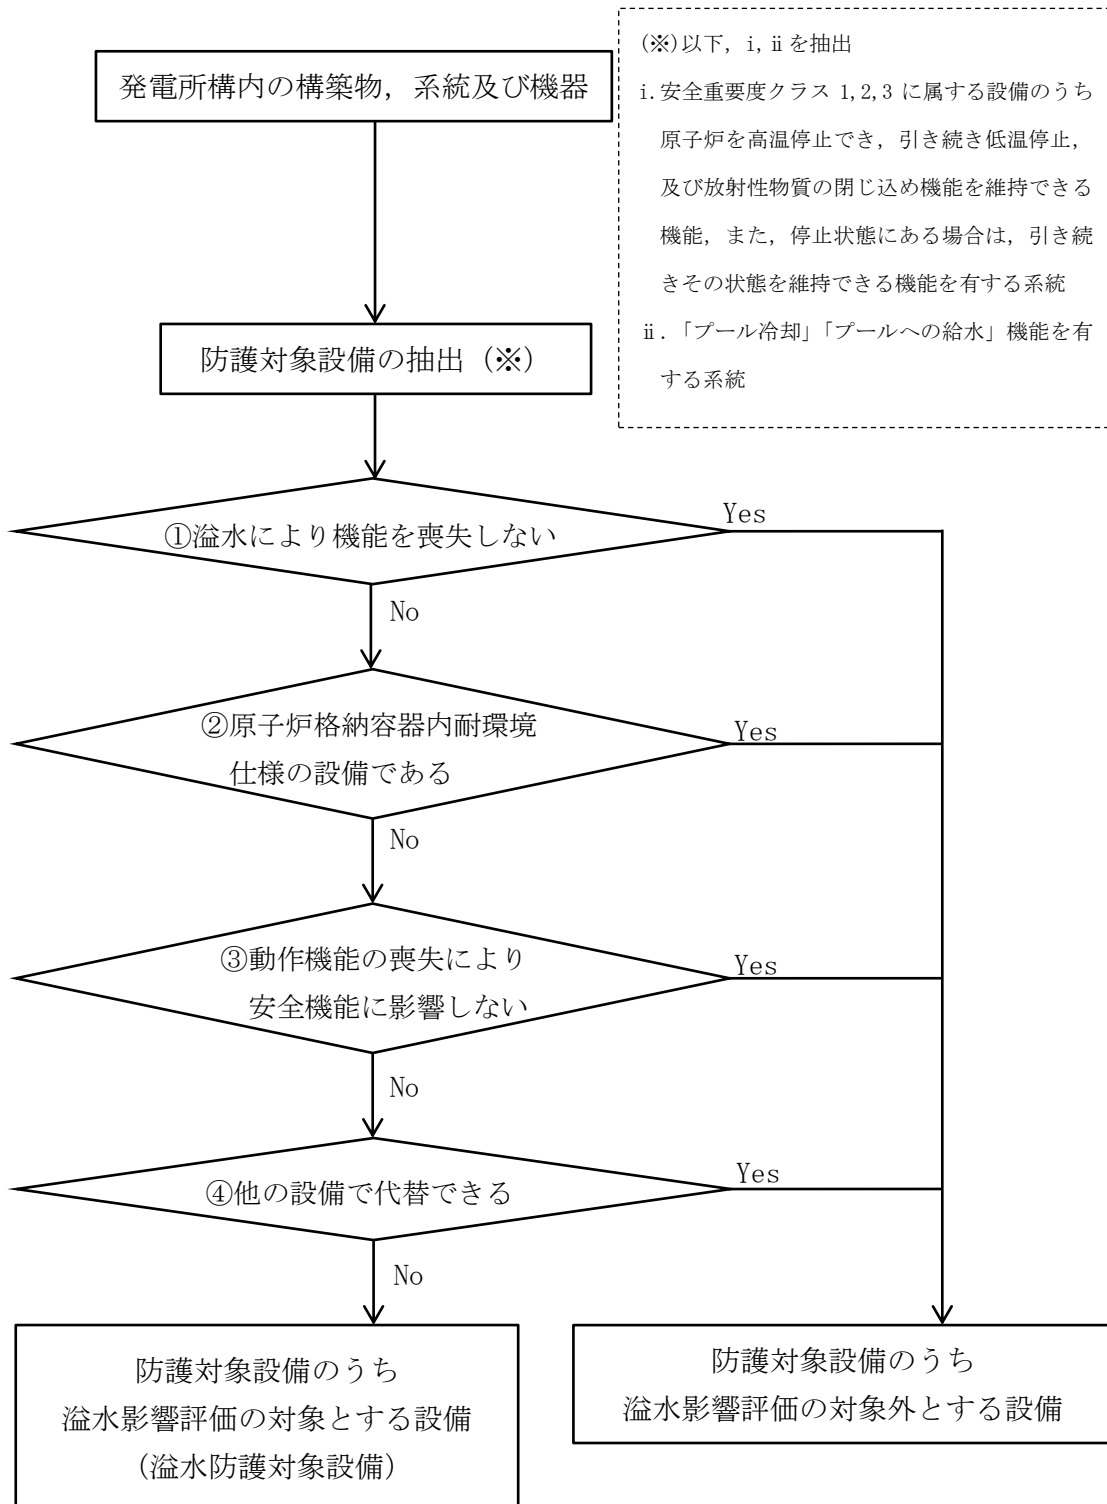 発電所構内の構築物，系統及び機器
(※)以下，ⅰ,ⅱを抽出
ⅰ.安全重要度クラス 1,2,3 に属する設備のうち
原子炉を高温停止でき，引き続き低温停止，
及び放射性物質の閉じ込め機能を維持できる
機能，また，停止状態にある場合は，引き続
きその状態を維持できる機能を有する系統
ⅱ.「プール冷却」「プールへの給水」機能を有
する系統
防護対象設備の抽出（※）
①溢水により機能を喪失しない
Yes
No
②原子炉格納容器内耐環境
仕様の設備である
Yes
No
③動作機能の喪失により
安全機能に影響しない
Yes
No
④他の設備で代替できる
Yes
No
防護対象設備のうち
溢水影響評価の対象とする設備
（溢水防護対象設備）
防護対象設備のうち
溢水影響評価の対象外とする設備